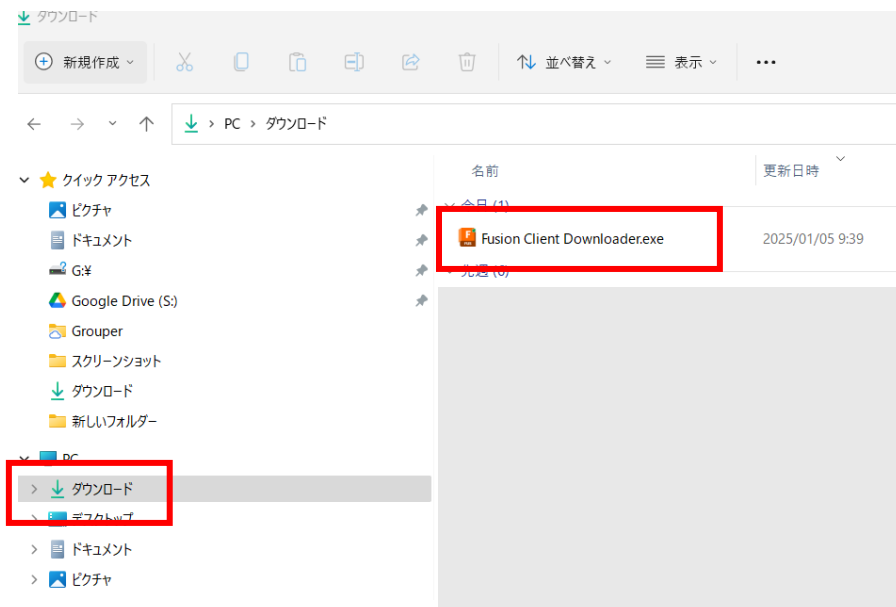 ダウンロード
新規作成
並べ替え
表示
PC
ダウンロード
名前
更新日時
クイック アクセス
ピクチャ
ドキュメント
G:¥
Google Drive (S:)
Grouper
スクリーンショット
ダウンロード
新しいフォルダー
PC
ダウンロード
デスクトップ
ドキュメント
ピクチャ
今日 (1)
Fusion Client Downloader.exe
2025/01/05 9:39
先週 (6)